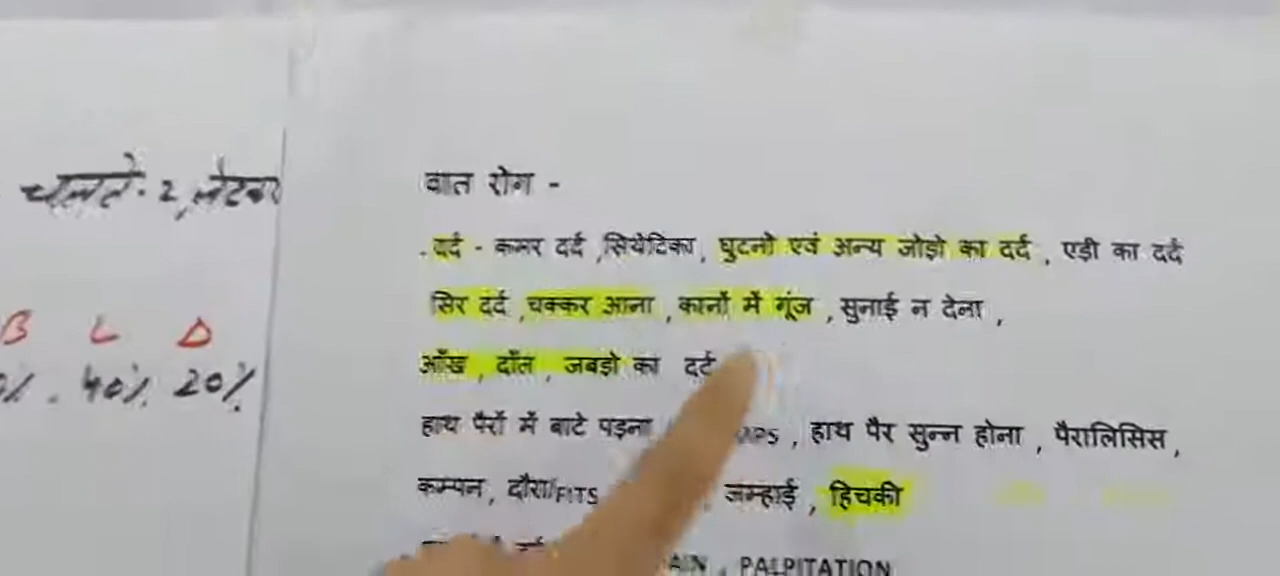 चलते-2, लेटकर
B C D
40% 20%
वात रोग -
. दर्द - कमर दर्द ,सियेटिका, घुटनो एवं अन्य जोड़ो का दर्द , एड़ी का दर्द
सिर दर्द ,चक्कर आना , कानों में गूंज , सुनाई न देना ,
आँख , दाँत , जबड़ो का दर्द
हाथ पैरों में बाटे पड़ना , हाथ पैर सुन्न होना , पैरालिसिस ,
कम्पन, दौरा/FITS , जम्हाई , हिचकी
, PALPITATION